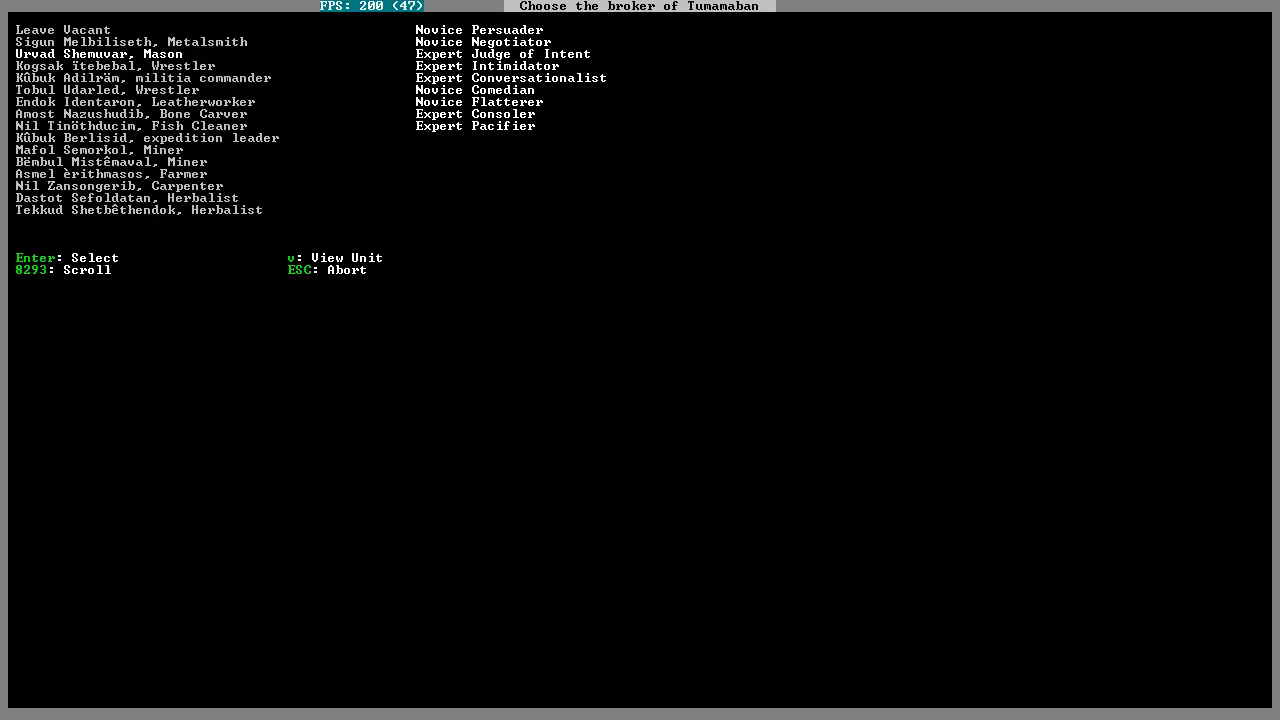 FPS: 200 (47) Choose the broker of Tumamaban
Leave Vacant Novice Persuader
Sigun Melbiliseth, Metalsmith Novice Negotiator
Urvad Shemuvar, Mason Expert Judge of Intent
Kogsak ïtebebal, Wrestler Expert Intimidator
Kûbuk Adilräm, militia commander Expert Conversationalist
Tobul Udarled, Wrestler Novice Comedian
Endok Identaron, Leatherworker Novice Flatterer
Amost Nazushudib, Bone Carver Expert Consoler
Nil Tinöthducim, Fish Cleaner Expert Pacifier
Kûbuk Berlisid, expedition leader
Mafol Semorkol, Miner
Bëmbul Mistêmaval, Miner
Asmel èrithmasos, Farmer
Nil Zansongerib, Carpenter
Dastot Sefoldatan, Herbalist
Tekkud Shetbêthendok, Herbalist
Enter: Select v: View Unit
8293: Scroll ESC: Abort